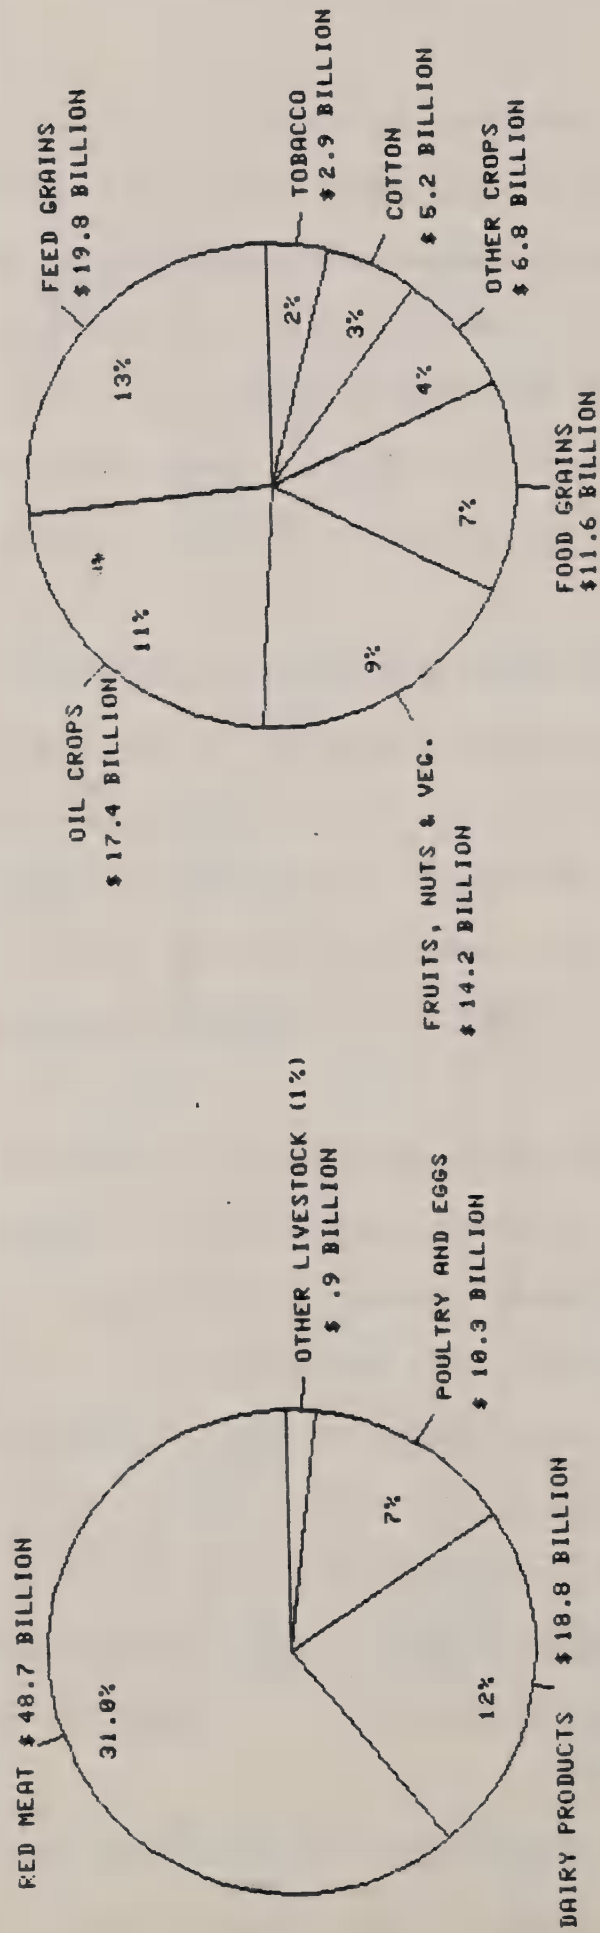 RED MEAT $ 48.7 BILLION
31.0%
OTHER LIVESTOCK (1%)
$ .9 BILLION
7%
POULTRY AND EGGS
$ 10.3 BILLION
12%
DAIRY PRODUCTS $ 18.8 BILLION
FEED GRAINS
$ 19.8 BILLION
13%
OIL CROPS
$ 17.4 BILLION
11%
TOBACCO
$ 2.9 BILLION
2%
COTTON
$ 5.2 BILLION
3%
OTHER CROPS
$ 6.8 BILLION
4%
7%
FOOD GRAINS
$11.6 BILLION
9%
FRUITS, NUTS & VEG.
$ 14.2 BILLION